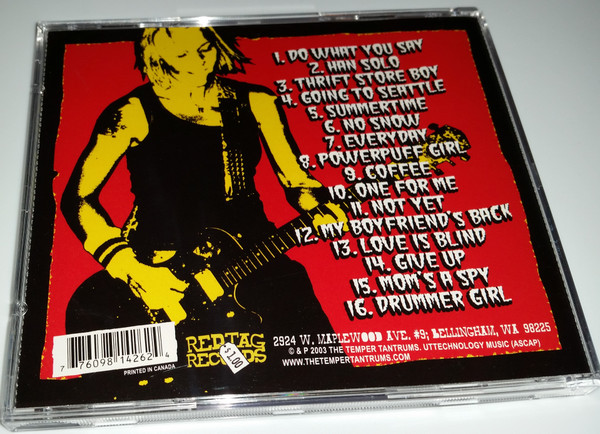 1. DO WHAT YOU SAY
2. HAN SOLO
3. THRIFT STORE BOY
4. GOING TO SEATTLE
5. SUMMERTIME
6. NO SNOW
7. EVERYDAY
8. POWERPUFF GIRL
9. COFFEE
10. ONE FOR ME
11. NOT YET
12. MY BOYFRIEND'S BACK
13. LOVE IS BLIND
14. GIVE UP
15. MOM'S A SPY
16. DRUMMER GIRL
7 76098 14262 4
PRINTED IN CANADA
RED TAG
RECORDS
$1.00
2924 W. MAPLEWOOD AVE. #9; BELLINGHAM, WA 98225
© & P 2003 THE TEMPER TANTRUMS. UTTECHNOLOGY MUSIC (ASCAP)
WWW.THETEMPERTANTRUMS.COM